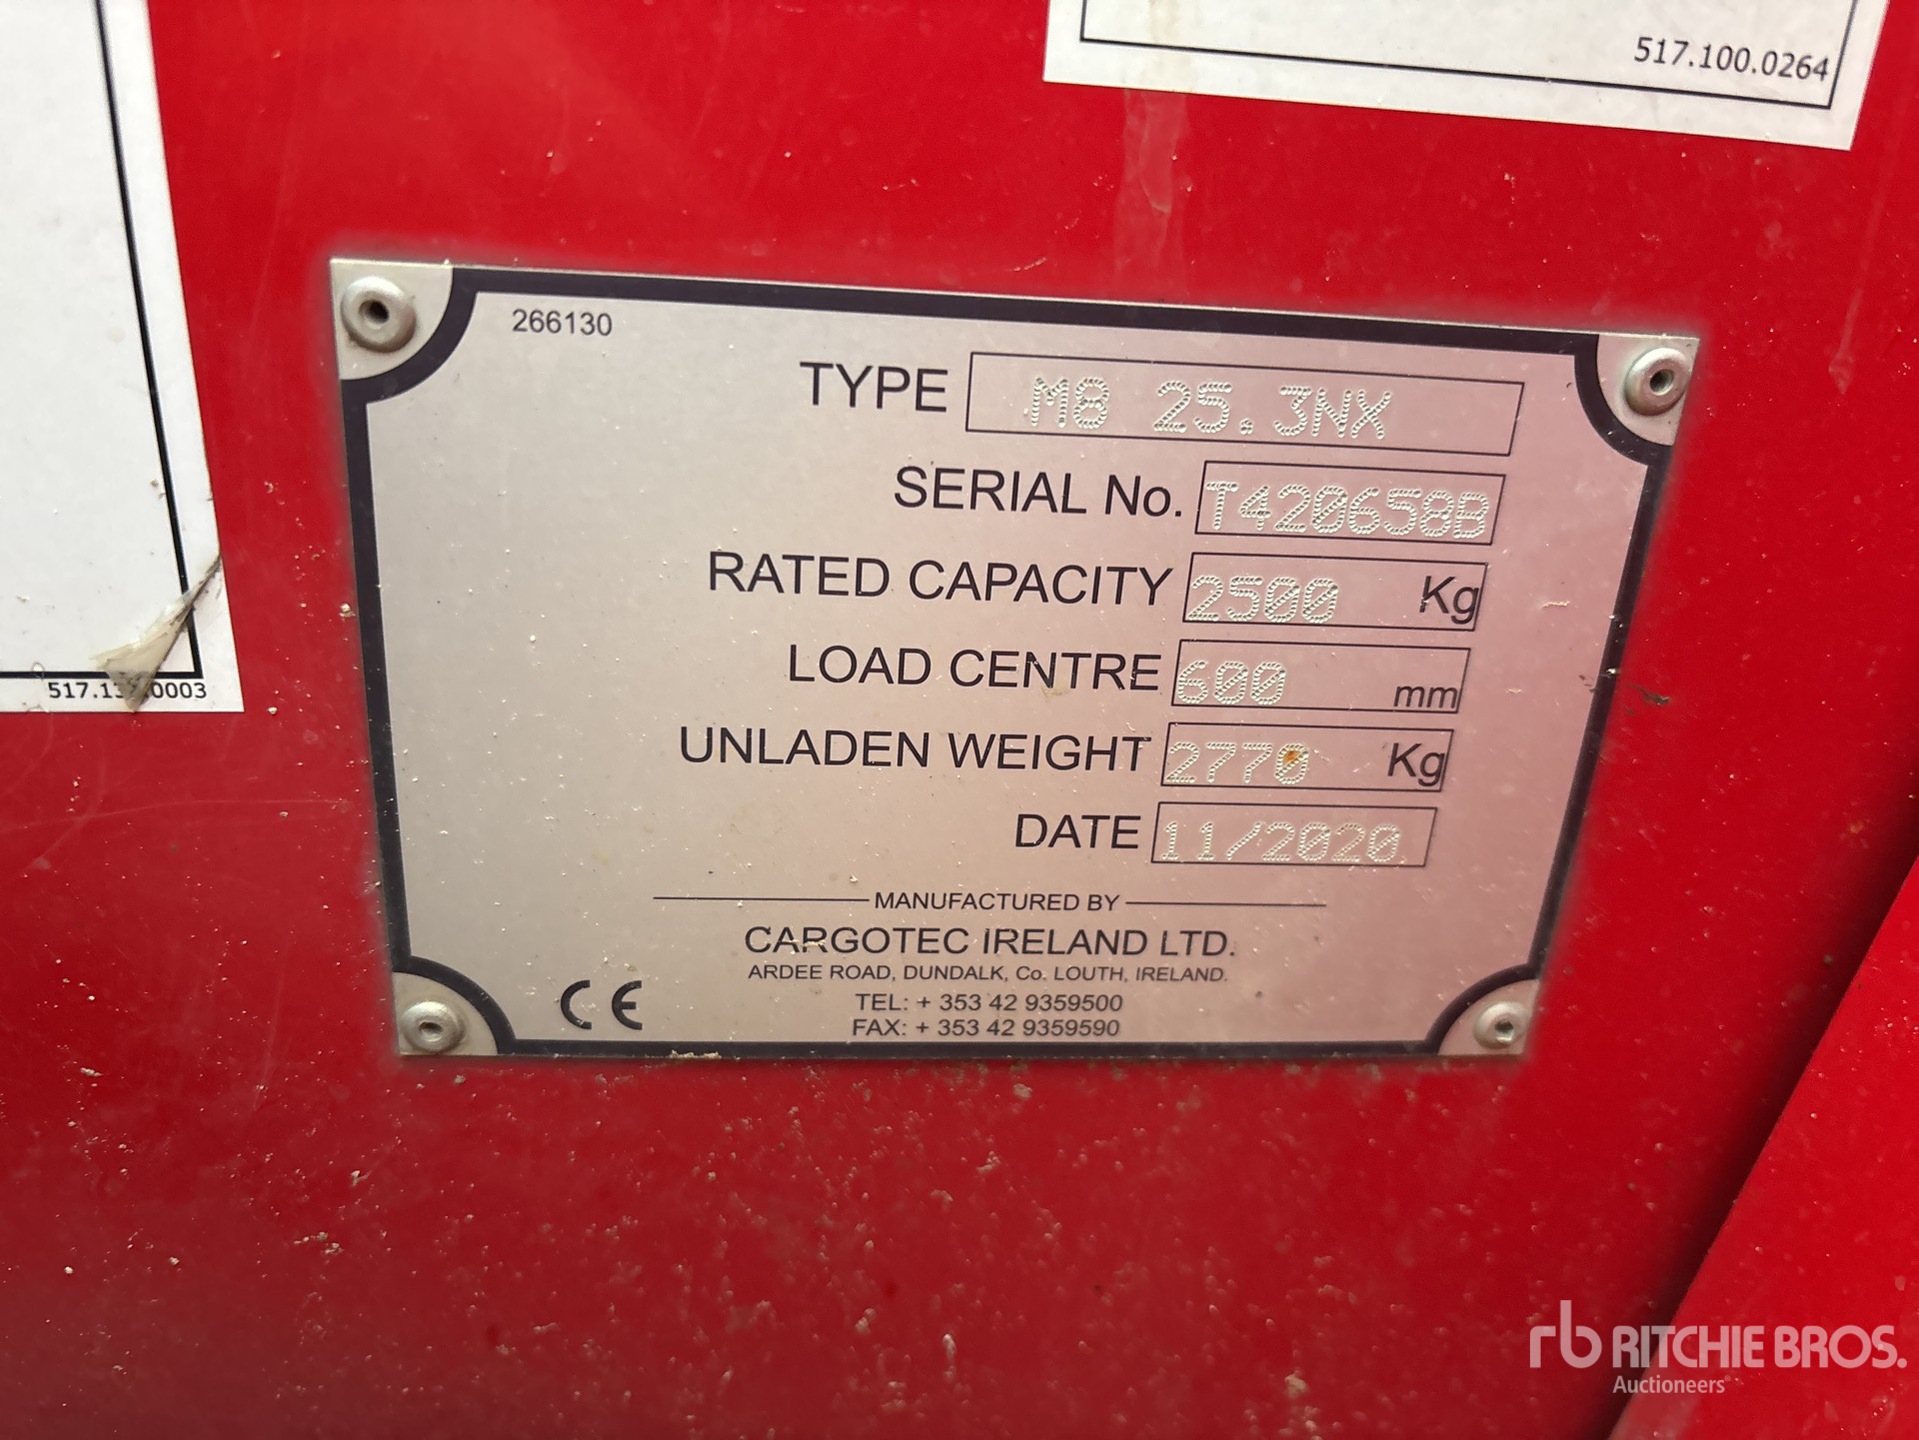 517.100.0264
266130
TYPE M8 25.3NX
SERIAL No. T420658B
RATED CAPACITY 2500 Kg
LOAD CENTRE 600 mm
UNLADEN WEIGHT 2770 Kg
DATE 11/2020
MANUFACTURED BY
CARGOTEC IRELAND LTD.
ARDEE ROAD, DUNDALK, Co. LOUTH, IRELAND.
TEL: + 353 42 9359500
FAX: + 353 42 9359590
CE
rb RITCHIE BROS.
Auctioneers